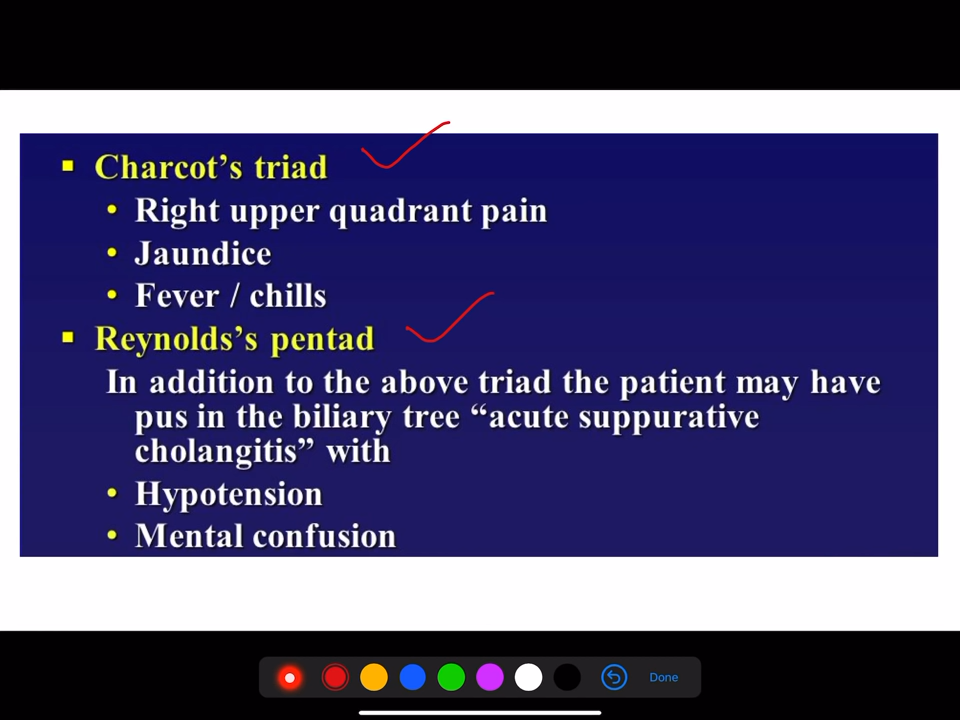 Charcot’s triad
• Right upper quadrant pain
• Jaundice
• Fever / chills
Reynolds’s pentad
In addition to the above triad the patient may have
pus in the biliary tree “acute suppurative
cholangitis” with
• Hypotension
• Mental confusion
Done